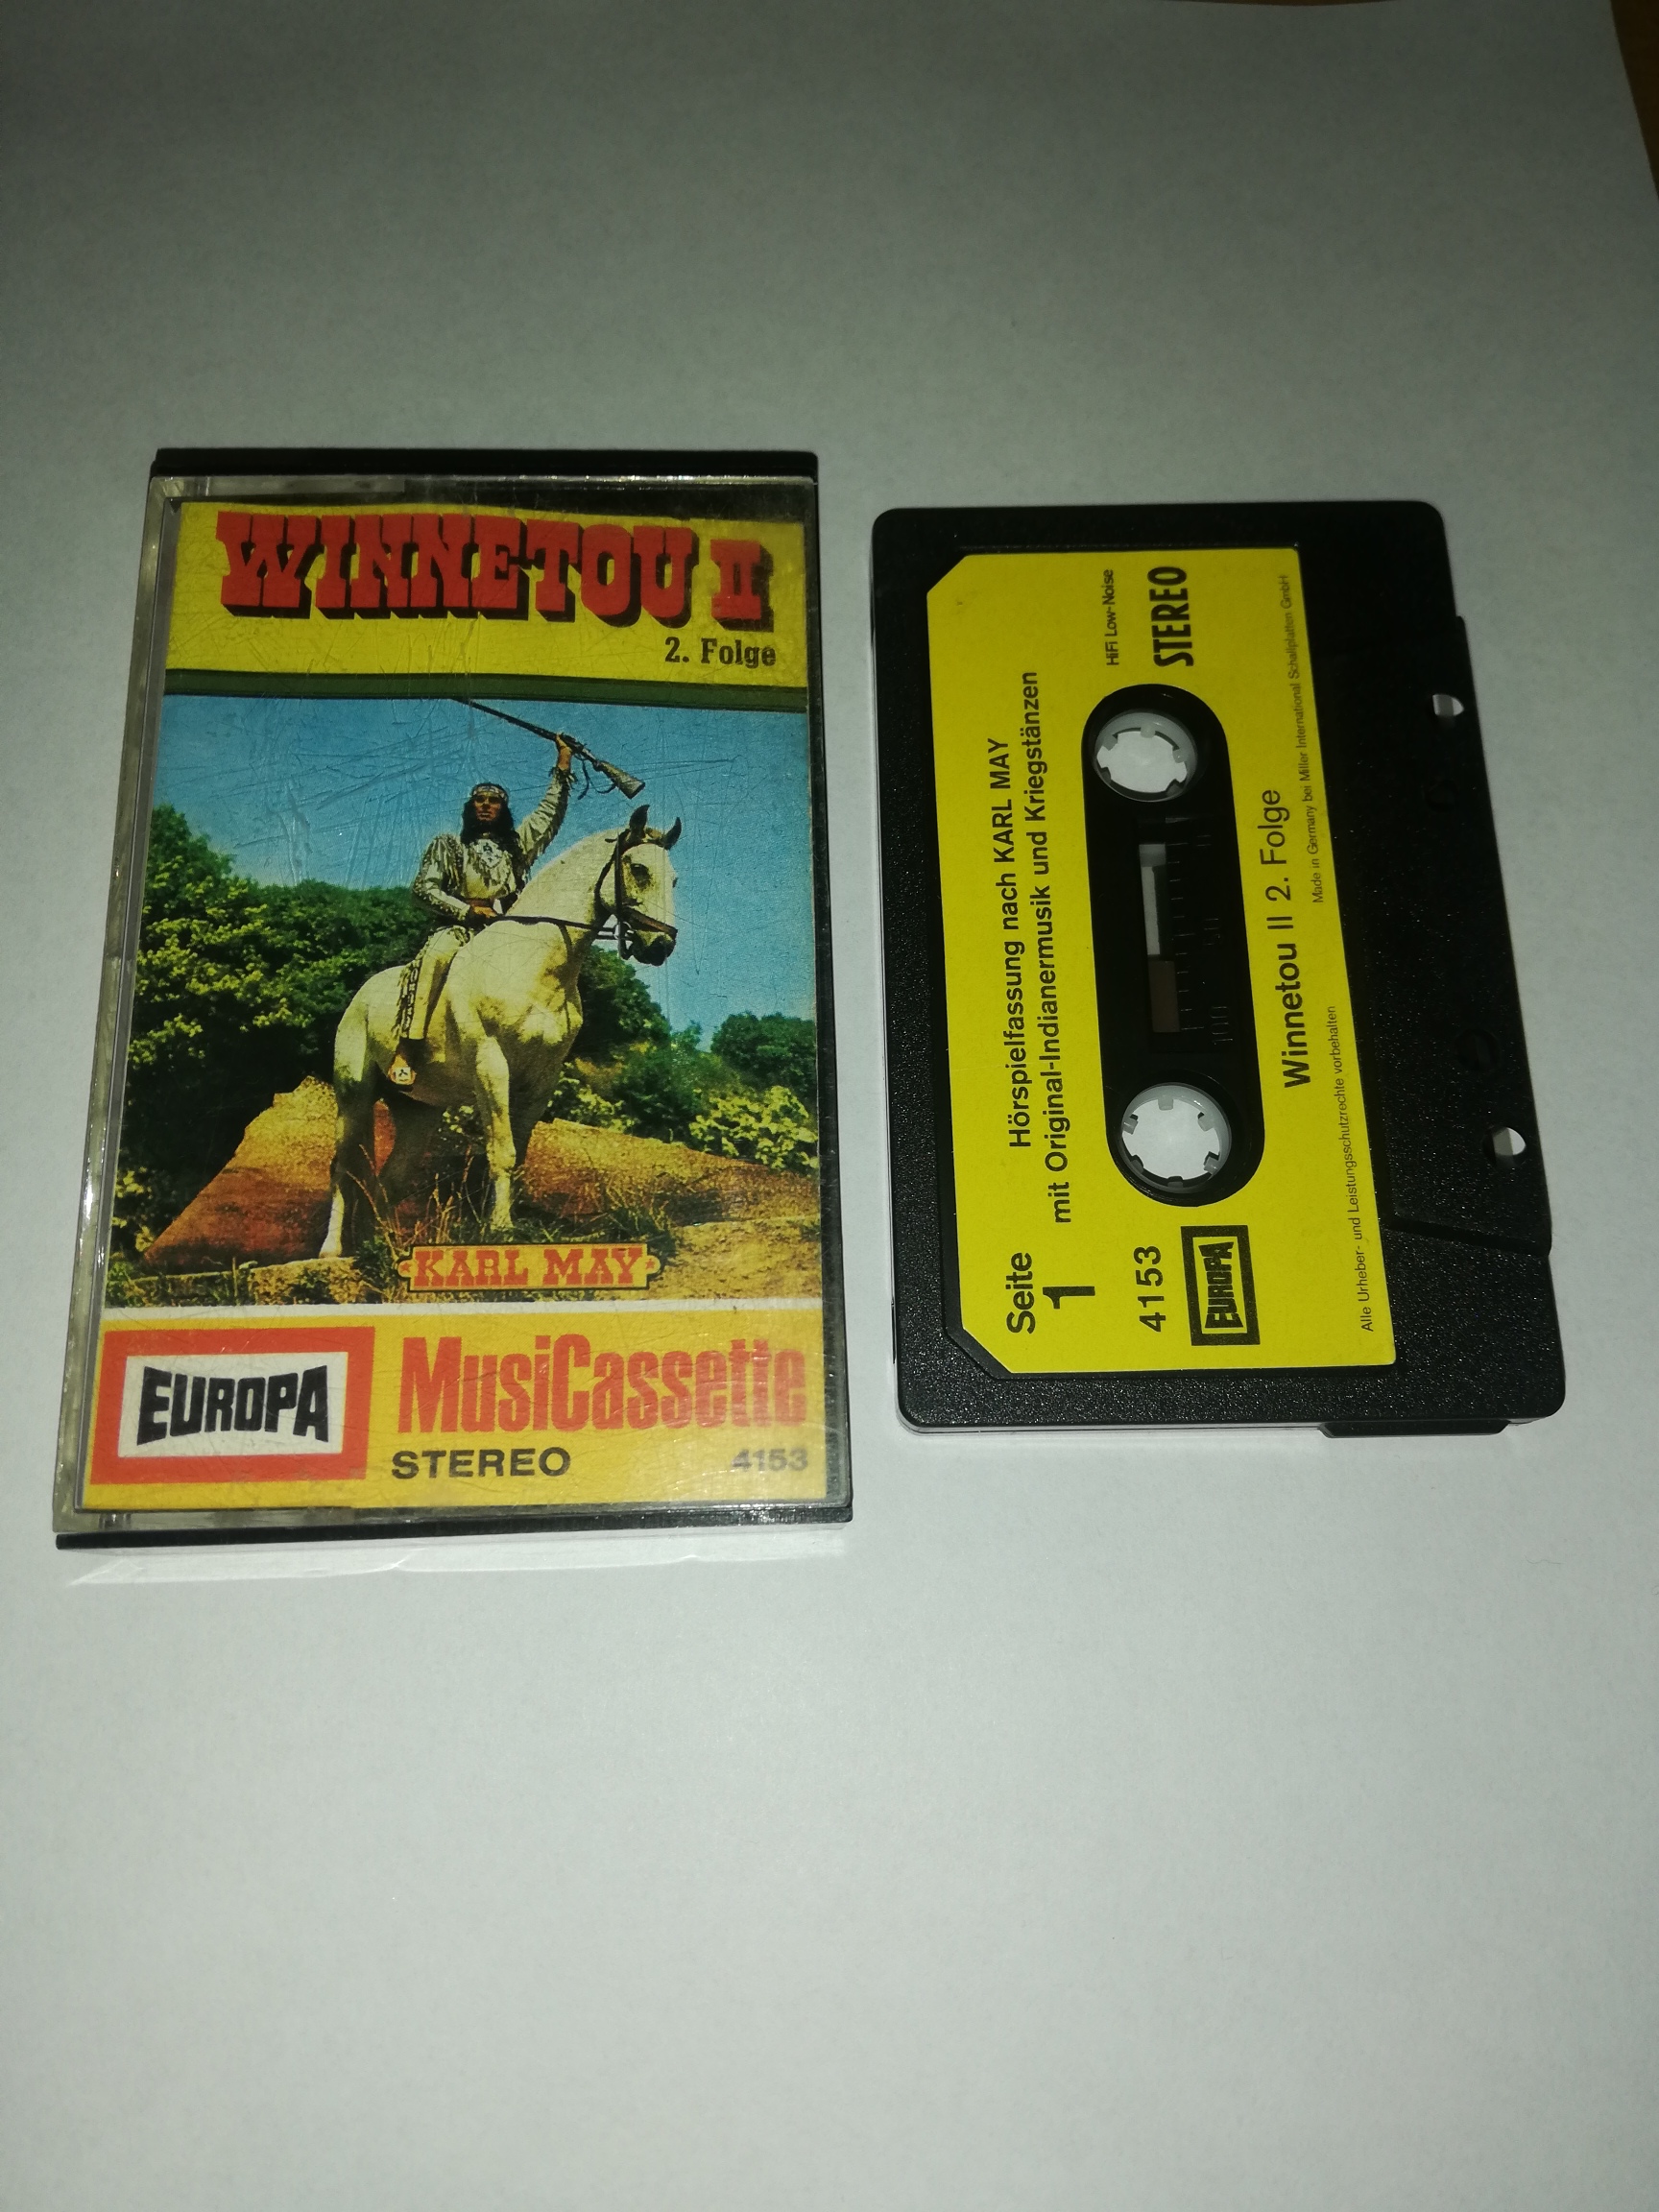 WINNETOU II
2. Folge
KARL MAY
EUROPA
MusiCassette
STEREO
4153
Seite
1
Hörspielfassung nach KARL MAY
mit Original-Indianermusik und Kriegstänzen
4153
EUROPA
HiFi Low-Noise
STEREO
100 50
Winnetou II 2. Folge
Alle Urheber- und Leistungsschutzrechte vorbehalten
Made in Germany bei Miller International Schallplatten GmbH